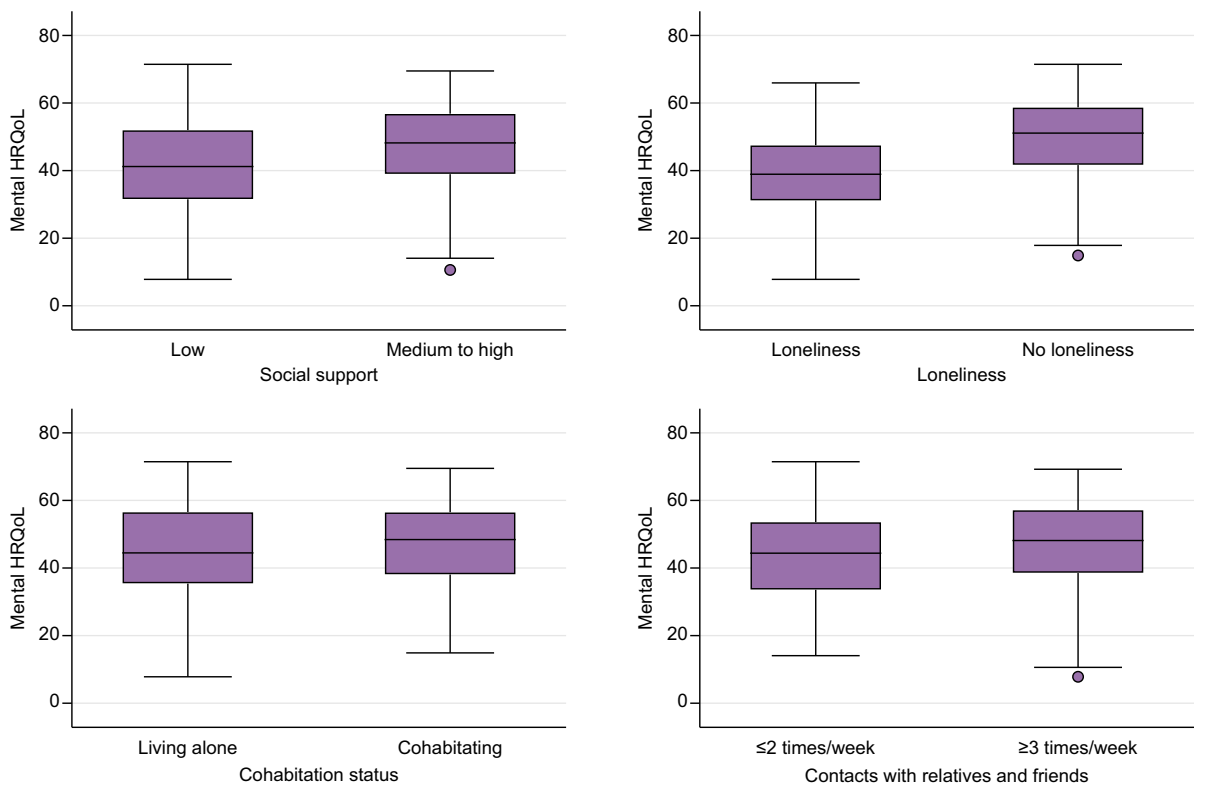 Mental HRQoL
80
60
40
20
0
Low
Medium to high
Social support
Mental HRQoL
80
60
40
20
0
Loneliness
No loneliness
Loneliness
Mental HRQoL
80
60
40
20
0
Living alone
Cohabitating
Cohabitation status
Mental HRQoL
80
60
40
20
0
≤2 times/week
≥3 times/week
Contacts with relatives and friends